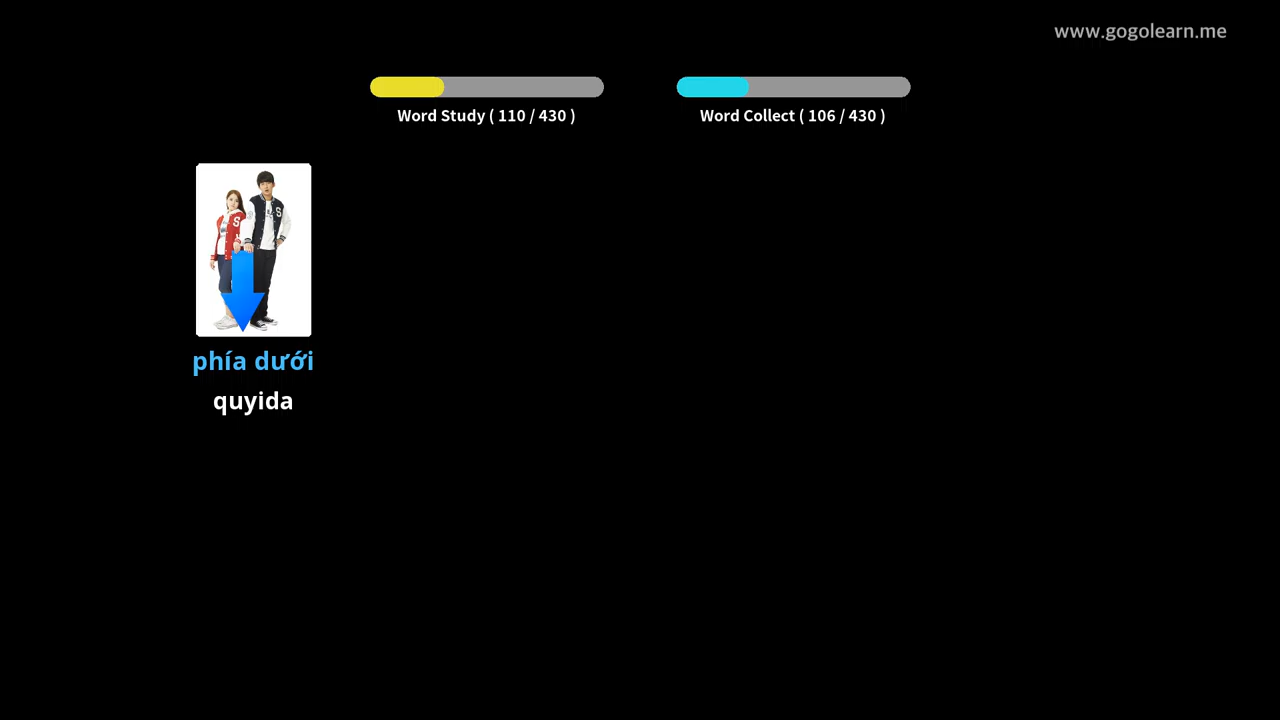 www.gogolearn.me
Word Study ( 110 / 430 )
Word Collect ( 106 / 430 )
S
S
phía dưới
quyida